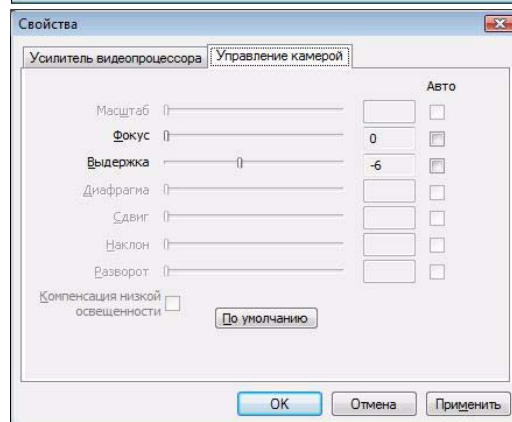 Свойства
Усилитель видеопроцессора Управление камерой
Авто
Масштаб
Фокус 0
Выдержка -6
Диафрагма
Сдвиг
Наклон
Разворот
Компенсация низкой
освещенности
По умолчанию
OK Отмена Применить